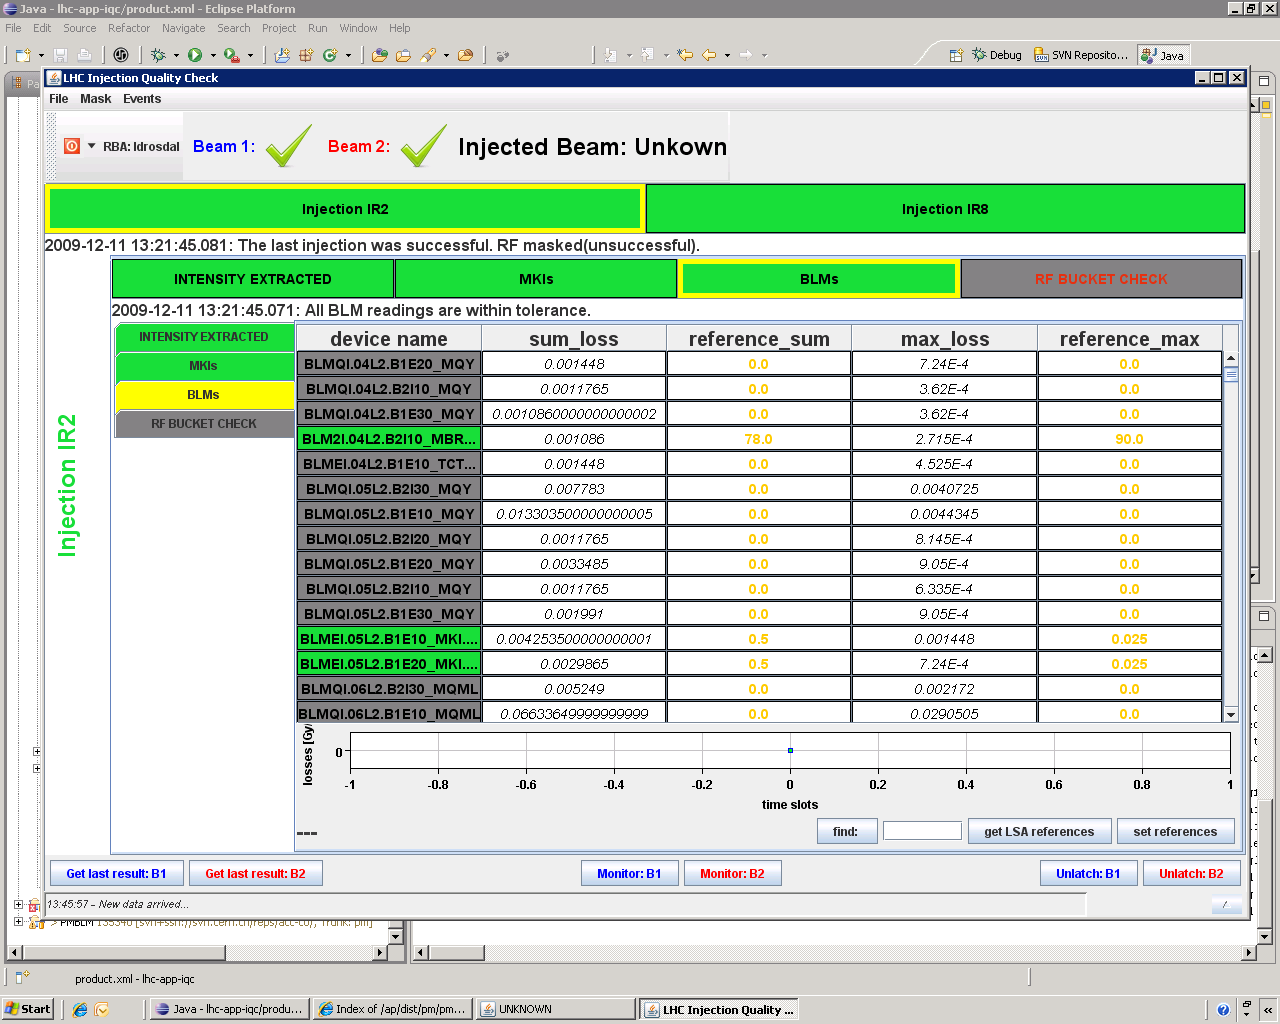 Java - lhc-app-iqc/product.xml - Eclipse Platform
File Edit Source Refactor Navigate Search Project Run Window Help
Debug SVN Reposito... Java
Pa
LHC Injection Quality Check
File Mask Events
RBA: ldrosdal Beam 1: Beam 2: Injected Beam: Unkown
Injection IR2 Injection IR8
2009-12-11 13:21:45.081: The last injection was successful. RF masked(unsuccessful).
INTENSITY EXTRACTED MKIs BLMs RF BUCKET CHECK
2009-12-11 13:21:45.071: All BLM readings are within tolerance.
INTENSITY EXTRACTED
MKIs
BLMs
RF BUCKET CHECK
Injection IR2
device name sum_loss reference_sum max_loss reference_max
BLMQI.04L2.B1E20_MQY 0.001448 0.0 7.24E-4 0.0
BLMQI.04L2.B2I10_MQY 0.0011765 0.0 3.62E-4 0.0
BLMQI.04L2.B1E30_MQY 0.0010860000000000002 0.0 3.62E-4 0.0
BLM2I.04L2.B2I10_MBR... 0.001086 78.0 2.715E-4 90.0
BLMEI.04L2.B1E10_TCT... 0.001448 0.0 4.525E-4 0.0
BLMQI.05L2.B2I30_MQY 0.007783 0.0 0.0040725 0.0
BLMQI.05L2.B1E10_MQY 0.013303500000000005 0.0 0.0044345 0.0
BLMQI.05L2.B2I20_MQY 0.0011765 0.0 8.145E-4 0.0
BLMQI.05L2.B1E20_MQY 0.0033485 0.0 9.05E-4 0.0
BLMQI.05L2.B2I10_MQY 0.0011765 0.0 6.335E-4 0.0
BLMQI.05L2.B1E30_MQY 0.001991 0.0 9.05E-4 0.0
BLMEI.05L2.B1E10_MKI.... 0.004253500000000001 0.5 0.001448 0.025
BLMEI.05L2.B1E20_MKI.... 0.0029865 0.5 7.24E-4 0.025
BLMQI.06L2.B2I30_MQML 0.005249 0.0 0.002172 0.0
BLMQI.06L2.B1E10_MQML 0.06633649999999999 0.0 0.0290505 0.0
losses [Gy/
0
-1 -0.8 -0.6 -0.4 -0.2 0 0.2 0.4 0.6 0.8 1
time slots
--- find: get LSA references set references
Get last result: B1 Get last result: B2 Monitor: B1 Monitor: B2 Unlatch: B1 Unlatch: B2
13:45:57 - New data arrived...
> PMBLM 135340 [svn+ssh://svn.cern.ch/reps/acc-co), Trunk: pm]
product.xml - lhc-app-iqc
Start Java - lhc-app-iqc/produ... Index of /ap/dist/pm/pm... UNKNOWN LHC Injection Quality ...